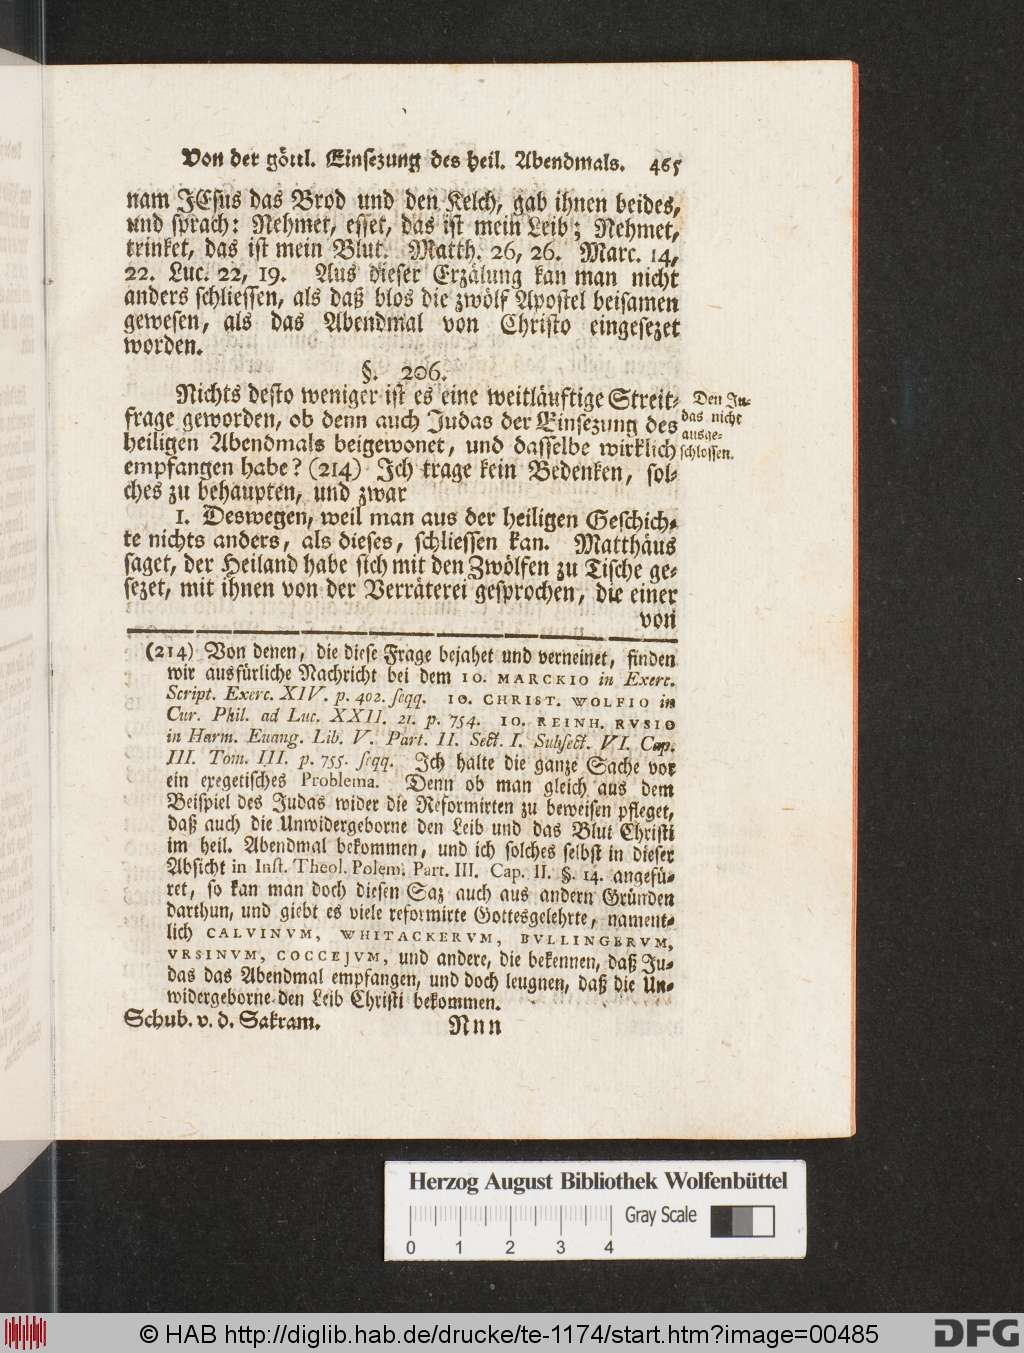 Von der göttl. Einsezung des heil. Abendmals. 465
nam JEsus das Brod und den Kelch, gab ihnen beides,
und sprach: Nehmet, esset, das ist mein Leib; Nehmet,
trinket, das ist mein Blut. Matth. 26, 26. Marc. 14,
22. Luc. 22, 19. Aus dieser Erzälung kan man nicht
anders schliessen, als daß blos die zwölf Apostel beisamen
gewesen, als das Abendmal von Christo eingesezet
worden.
§. 206.
Nichts desto weniger ist es eine weitläuftige Streit-
frage geworden, ob denn auch Judas der Einsezung des
heiligen Abendmals beigewonet, und dasselbe wirklich
empfangen habe? (214) Ich trage kein Bedenken, sol-
ches zu behaupten, und zwar
Den Ju-
das nicht
ausge-
schlossen.
1. Deswegen, weil man aus der heiligen Geschich-
te nichts anders, als dieses, schliessen kan. Matthäus
saget, der Heiland habe sich mit den Zwölfen zu Tische ge-
sezet, mit ihnen von der Verräterei gesprochen, die einer
von
(214) Von denen, die diese Frage bejahet und verneinet, finden
wir ausfürliche Nachricht bei dem IO. MARCKIO in Exerc.
Script. Exerc. XIV. p. 402. seqq. IO. CHRIST. WOLFIO in
Cur. Phil. ad Luc. XXII. 21. p. 754. IO. REINH. RVSIO
in Harm. Euang. Lib. V. Part. II. Sect. I. Subsect. VI. Cap.
III. Tom. III. p. 755. seqq. Ich halte die ganze Sache vor
ein exegetisches Problema. Denn ob man gleich aus dem
Beispiel des Judas wider die Reformirten zu beweisen pfleget,
daß auch die Unwidergeborne den Leib und das Blut Christi
im heil. Abendmal bekommen, und ich solches selbst in dieser
Absicht in Inst. Theol. Polem. Part. III. Cap. II. §. 14. angefü-
ret, so kan man doch diesen Saz auch aus andern Gründen
darthun, und giebt es viele reformirte Gottesgelehrte, nament-
lich CALVINVM, WHITACKERVM, BVLLINGERVM,
VRSINVM, COCCEJVM, und andere, die bekennen, daß Ju-
das das Abendmal empfangen, und doch leugnen, daß die Un-
widergeborne den Leib Christi bekommen.
Schub. v. d. Sakram. Nnn
Herzog August Bibliothek Wolfenbüttel
Gray Scale
0 1 2 3 4
© HAB http://diglib.hab.de/drucke/te-1174/start.htm?image=00485
DFG